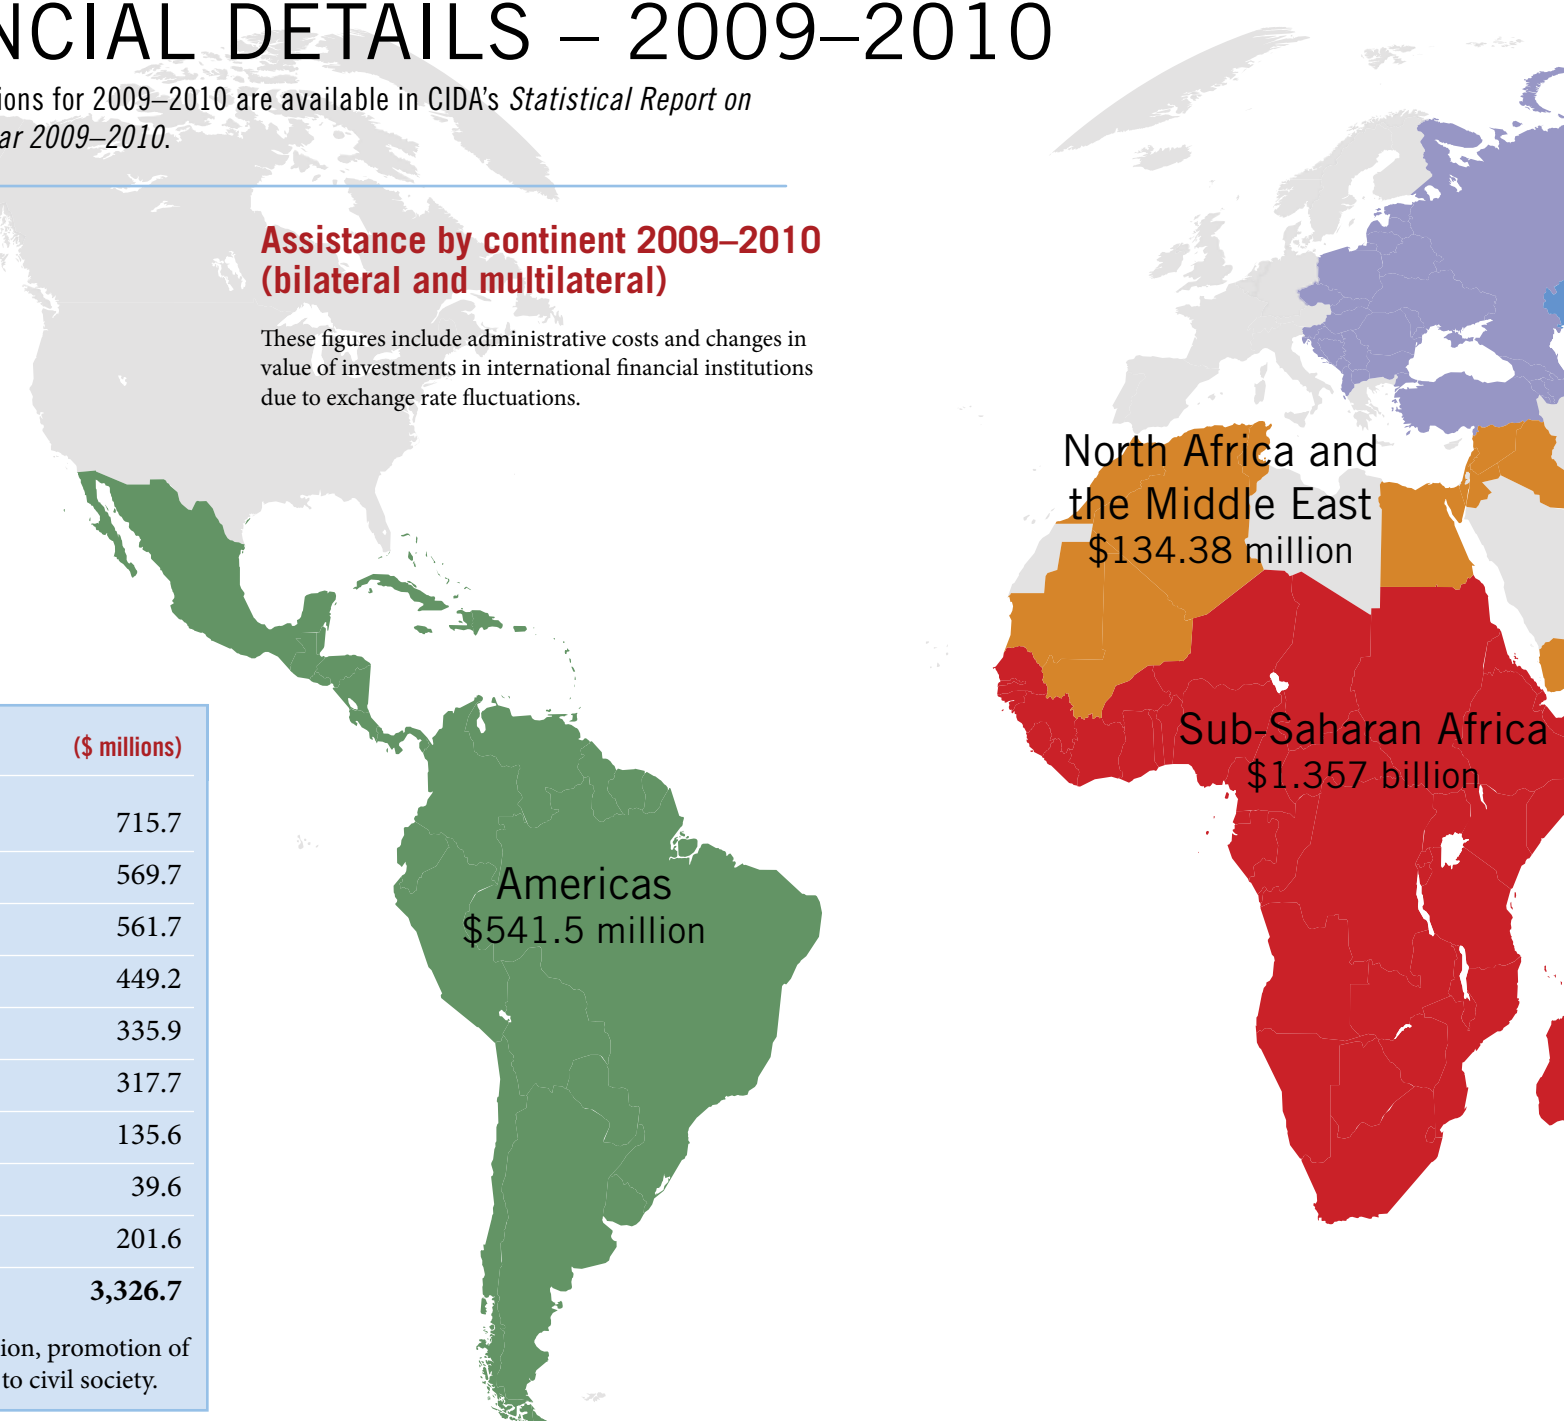 NCIAL DETAILS – 2009–2010
ions for 2009–2010 are available in CIDA's Statistical Report on
ar 2009–2010.
Assistance by continent 2009–2010
(bilateral and multilateral)
These figures include administrative costs and changes in
value of investments in international financial institutions
due to exchange rate fluctuations.
North Africa and
the Middle East
$134.38 million
Sub-Saharan Africa
$1.357 billion
Americas
$541.5 million
($ millions)
715.7
569.7
561.7
449.2
335.9
317.7
135.6
39.6
201.6
3,326.7
ion, promotion of
to civil society.